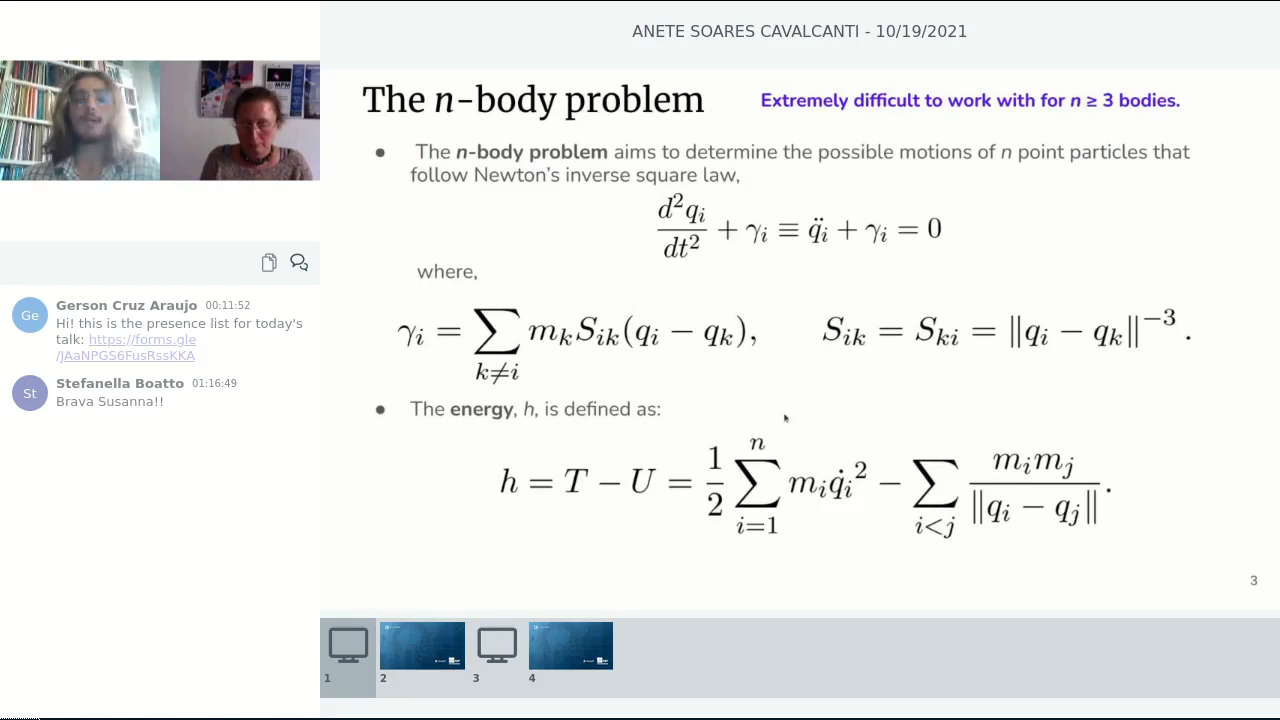 ANETE SOARES CAVALCANTI - 10/19/2021
The n-body problem
Extremely difficult to work with for n ≥ 3 bodies.
● The n-body problem aims to determine the possible motions of n point particles that
follow Newton's inverse square law,
d²qᵢ/dt² + γᵢ ≡ q̈ᵢ + γᵢ = 0
where,
γᵢ = ∑_{k≠i} mₖSᵢₖ(qᵢ − qₖ),    Sᵢₖ = Sₖᵢ = ‖qᵢ − qₖ‖⁻³.
● The energy, h, is defined as:
h = T − U = 1/2 ∑_{i=1}^{n} mᵢq̇ᵢ² − ∑_{i<j} mᵢmⱼ/‖qᵢ − qⱼ‖.
3
MPM
Ge
Gerson Cruz Araujo 00:11:52
Hi! this is the presence list for today's
talk: https://forms.gle
/JAaNPGS6FusRssKKA
St
Stefanella Boatto 01:16:49
Brava Susanna!!
1
2
3
4